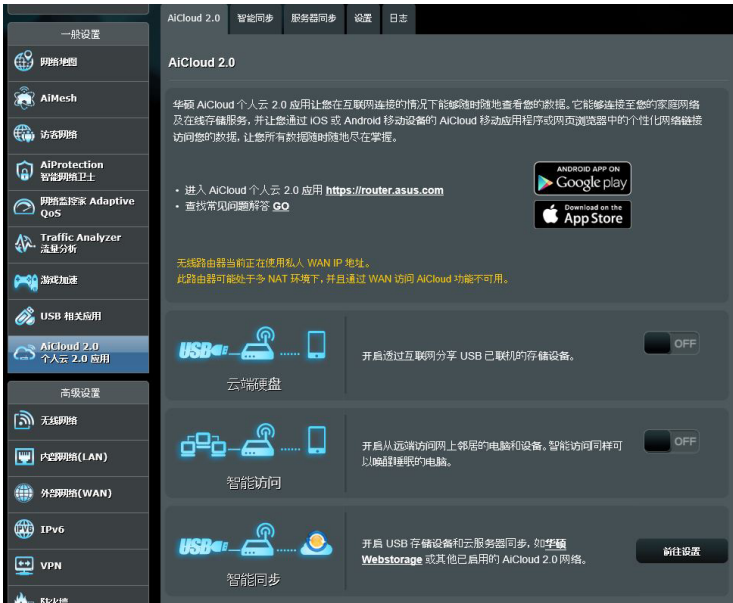 AiCloud 2.0
智能同步
服务器同步
设置
日志
一般设置
网络地图
AiMesh
访客网络
AiProtection
智能网络卫士
网络监控家 Adaptive
QoS
Traffic Analyzer
流量分析
游戏加速
USB 相关应用
AiCloud 2.0
个人云 2.0 应用
高级设置
无线网络
内部网络(LAN)
外部网络(WAN)
IPv6
VPN
防火墙
AiCloud 2.0
华硕 AiCloud 个人云 2.0 应用让您在互联网连接的情况下能够随时随地查看您的数据。它能够连接至您的家庭网络
及在线存储服务，并让您通过 iOS 或 Android 移动设备的 AiCloud 移动应用程序或网页浏览器中的个性化网络链接
访问您的数据，让您所有数据随时随地尽在掌握。
• 进入 AiCloud 个人云 2.0 应用 https://router.asus.com
• 查找常见问题解答 GO
ANDROID APP ON
Google play
Download on the
App Store
无线路由器当前正在使用私人 WAN IP 地址。
此路由器可能处于多 NAT 环境下，并且通过 WAN 访问 AiCloud 功能不可用。
USB
云端硬盘
开启透过互联网分享 USB 已联机的存储设备。
OFF
智能访问
开启从远端访问网上邻居的电脑和设备。智能访问同样可
以唤醒睡眠的电脑。
OFF
USB
智能同步
开启 USB 存储设备和云服务器同步，如华硕
Webstorage 或其他已启用的 AiCloud 2.0 网络。
前往设置